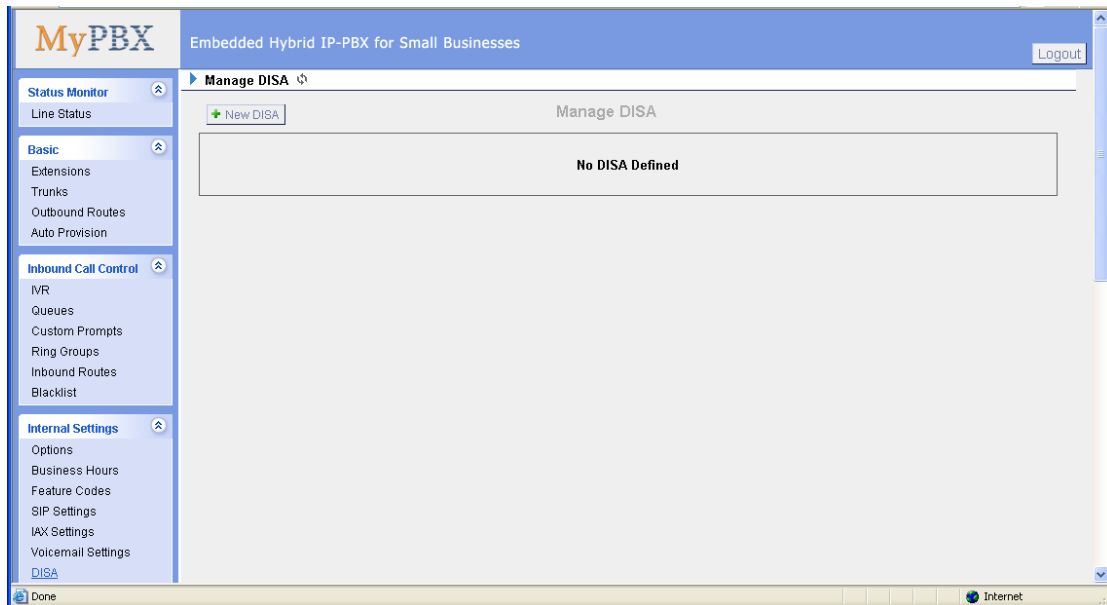 MyPBX
Embedded Hybrid IP-PBX for Small Businesses
Logout
Status Monitor
Line Status
Basic
Extensions
Trunks
Outbound Routes
Auto Provision
Inbound Call Control
IVR
Queues
Custom Prompts
Ring Groups
Inbound Routes
Blacklist
Internal Settings
Options
Business Hours
Feature Codes
SIP Settings
IAX Settings
Voicemail Settings
DISA
Manage DISA
New DISA
Manage DISA
No DISA Defined
Done
Internet